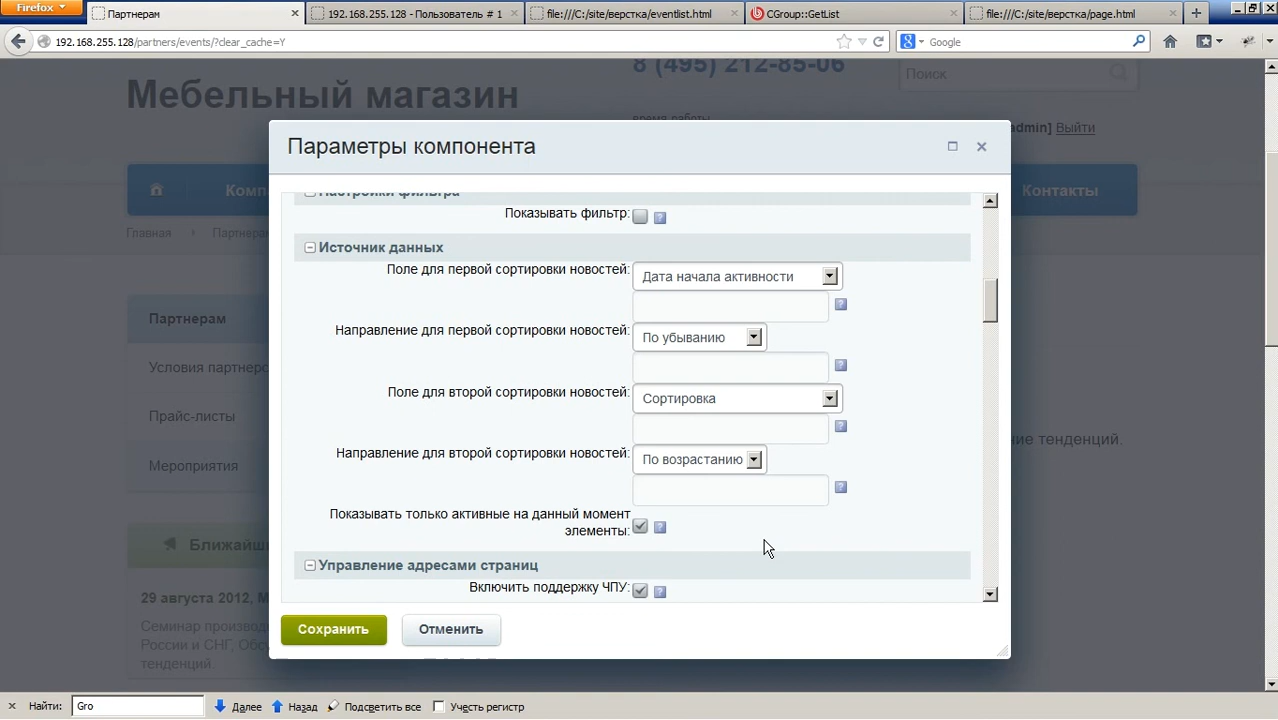 Firefox
Партнерам
192.168.255.128 - Пользователь # 1
file:///C:/site/верстка/eventlist.html
CGroup::GetList
file:///C:/site/верстка/page.html
192.168.255.128/partners/events/?clear_cache=Y
Google
8 (495) 212-85-06
Мебельный магазин
время работы
Поиск
admin] Выйти
Параметры компонента
Комп
Контакты
Главная
Партнерам
Настройки фильтра
Показывать фильтр:
Источник данных
Поле для первой сортировки новостей:
Дата начала активности
Направление для первой сортировки новостей:
По убыванию
Поле для второй сортировки новостей:
Сортировка
Направление для второй сортировки новостей:
По возрастанию
Показывать только активные на данный момент
элементы:
Управление адресами страниц
Включить поддержку ЧПУ:
Сохранить
Отменить
Партнерам
Условия партнерс
Прайс-листы
Мероприятия
ние тенденций.
Ближайш
29 августа 2012, М
Семинар производ
России и СНГ, Обсу
тенденций.
Найти:
Gro
Далее
Назад
Подсветить все
Учесть регистр